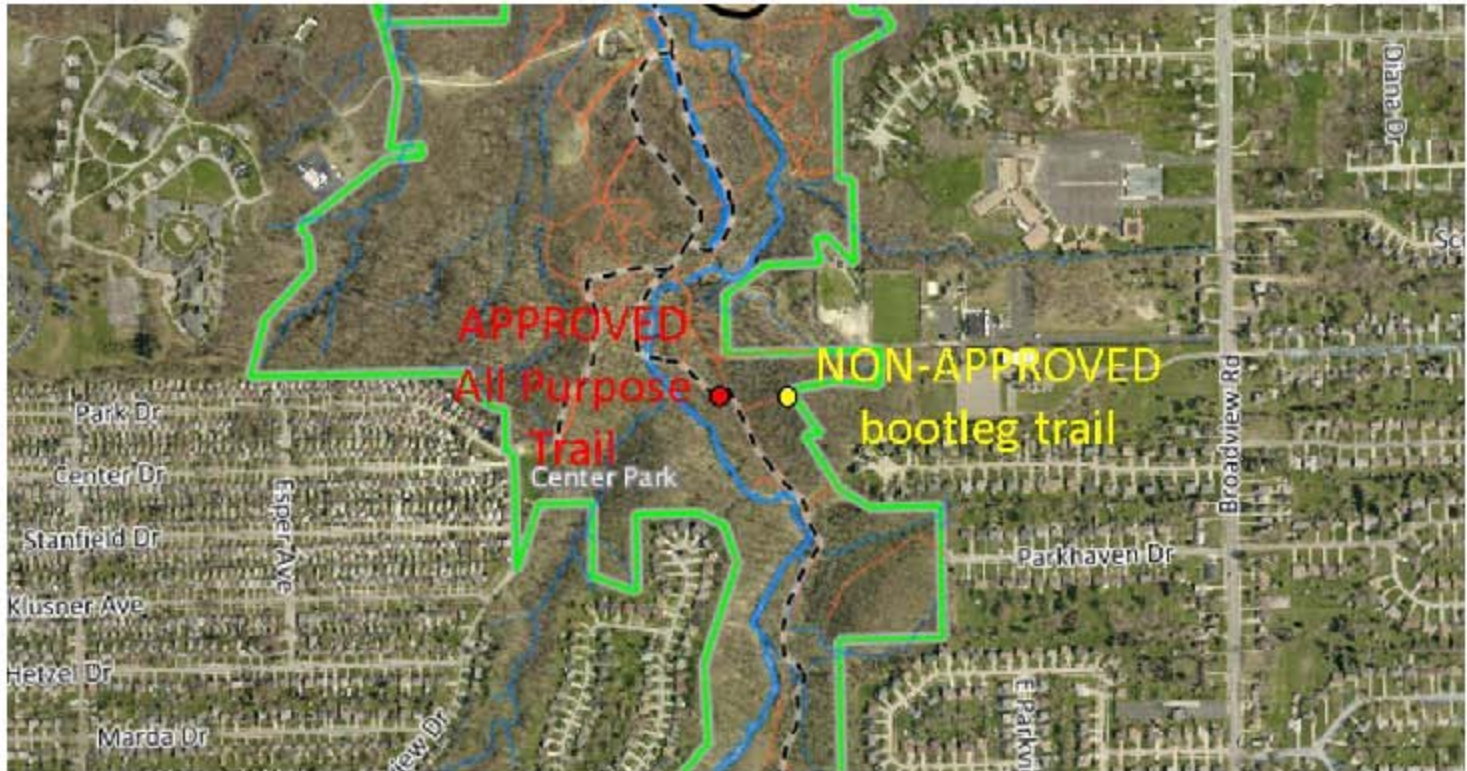 Diana Dr
APPROVED
All Purpose
Trail
NON-APPROVED
bootleg trail
Broadview Rd
Park Dr
Center Dr
Center Park
Esper Ave
Stanfield Dr
Parkhaven Dr
Klusner Ave
Hetzel Dr
Marda Dr